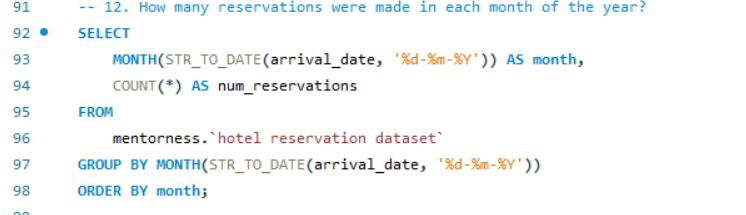 91 -- 12. How many reservations were made in each month of the year?
92 SELECT
93 MONTH(STR_TO_DATE(arrival_date, '%d-%m-%Y')) AS month,
94 COUNT(*) AS num_reservations
95 FROM
96 mentorness.`hotel reservation dataset`
97 GROUP BY MONTH(STR_TO_DATE(arrival_date, '%d-%m-%Y'))
98 ORDER BY month;